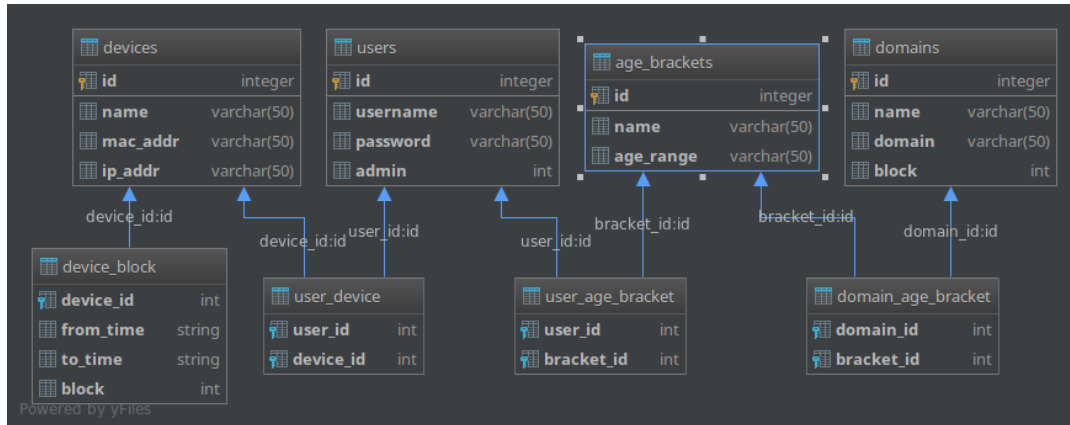 devices
id integer
name varchar(50)
mac_addr varchar(50)
ip_addr varchar(50)
users
id integer
username varchar(50)
password varchar(50)
admin int
age_brackets
id integer
name varchar(50)
age_range varchar(50)
domains
id integer
name varchar(50)
domain varchar(50)
block int
device_id:id
device_id:id
user_id:id
user_id:id
bracket_id:id
bracket_id:id
domain_id:id
device_block
device_id int
from_time string
to_time string
block int
user_device
user_id int
device_id int
user_age_bracket
user_id int
bracket_id int
domain_age_bracket
domain_id int
bracket_id int
Powered by yFiles